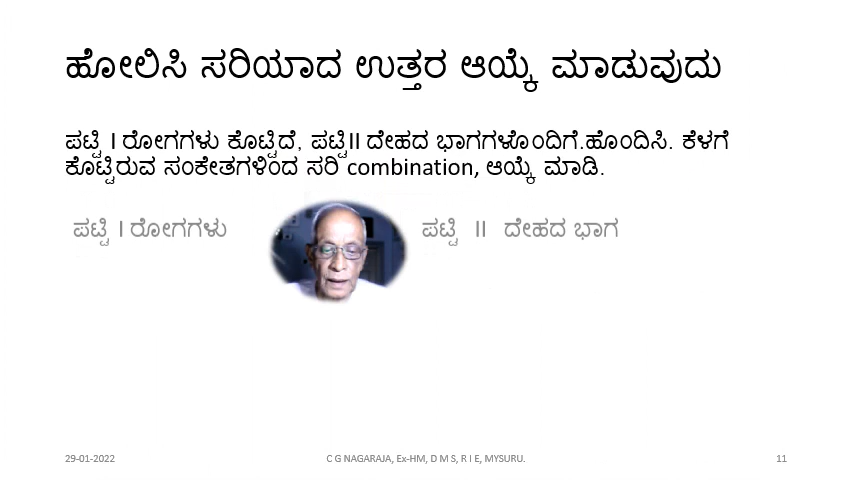 ಹೋಲಿಸಿ ಸರಿಯಾದ ಉತ್ತರ ಆಯ್ಕೆ ಮಾಡುವುದು
ಪಟ್ಟಿ I ರೋಗಗಳು ಕೊಟ್ಟಿದೆ, ಪಟ್ಟಿII ದೇಹದ ಭಾಗಗಳೊಂದಿಗೆ.ಹೊಂದಿಸಿ. ಕೆಳಗೆ
ಕೊಟ್ಟಿರುವ ಸಂಕೇತಗಳಿಂದ ಸರಿ combination, ಆಯ್ಕೆ ಮಾಡಿ.
ಪಟ್ಟಿ I ರೋಗಗಳು ಪಟ್ಟಿ II ದೇಹದ ಭಾಗ
29-01-2022 C G NAGARAJA, Ex-HM, D M S, R I E, MYSURU. 11